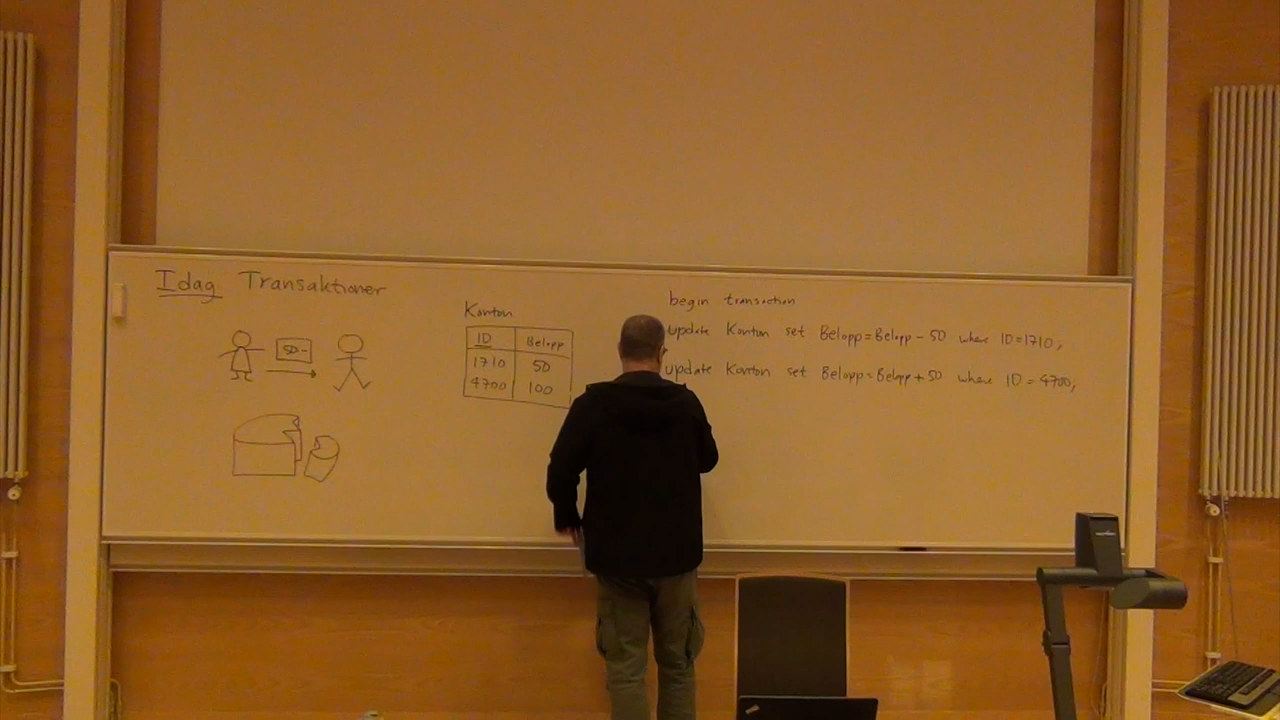 Idag Transaktioner
50-
Konton
ID Belopp
1710 50
4700 100
begin transaction
update Konton set Belopp=Belopp - 50 where ID=1710;
update Konton set Belopp=Belopp + 50 where ID = 4700;